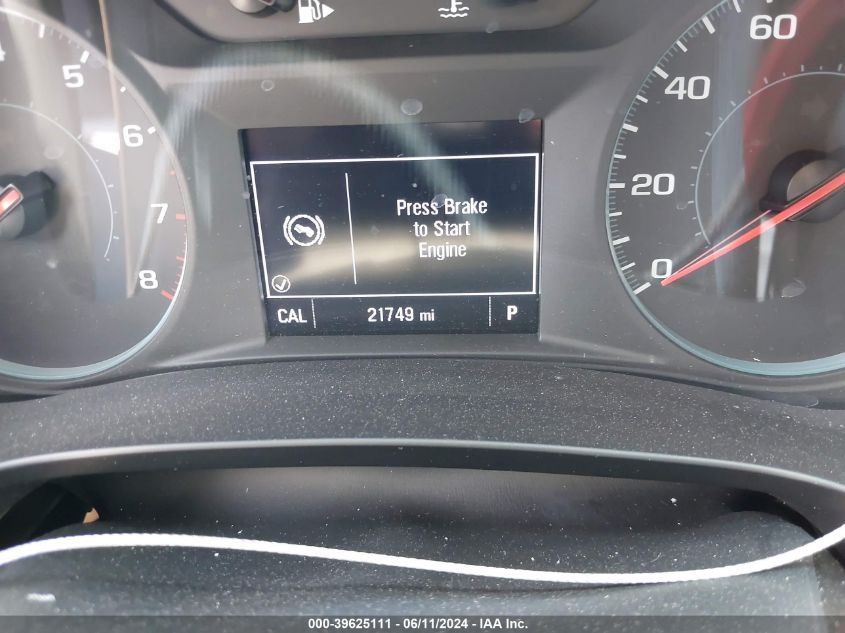 4
5
6
7
8
60
40
20
0
Press Brake
to Start
Engine
CAL 21749 mi P
000-39625111 - 06/11/2024 - IAA Inc.